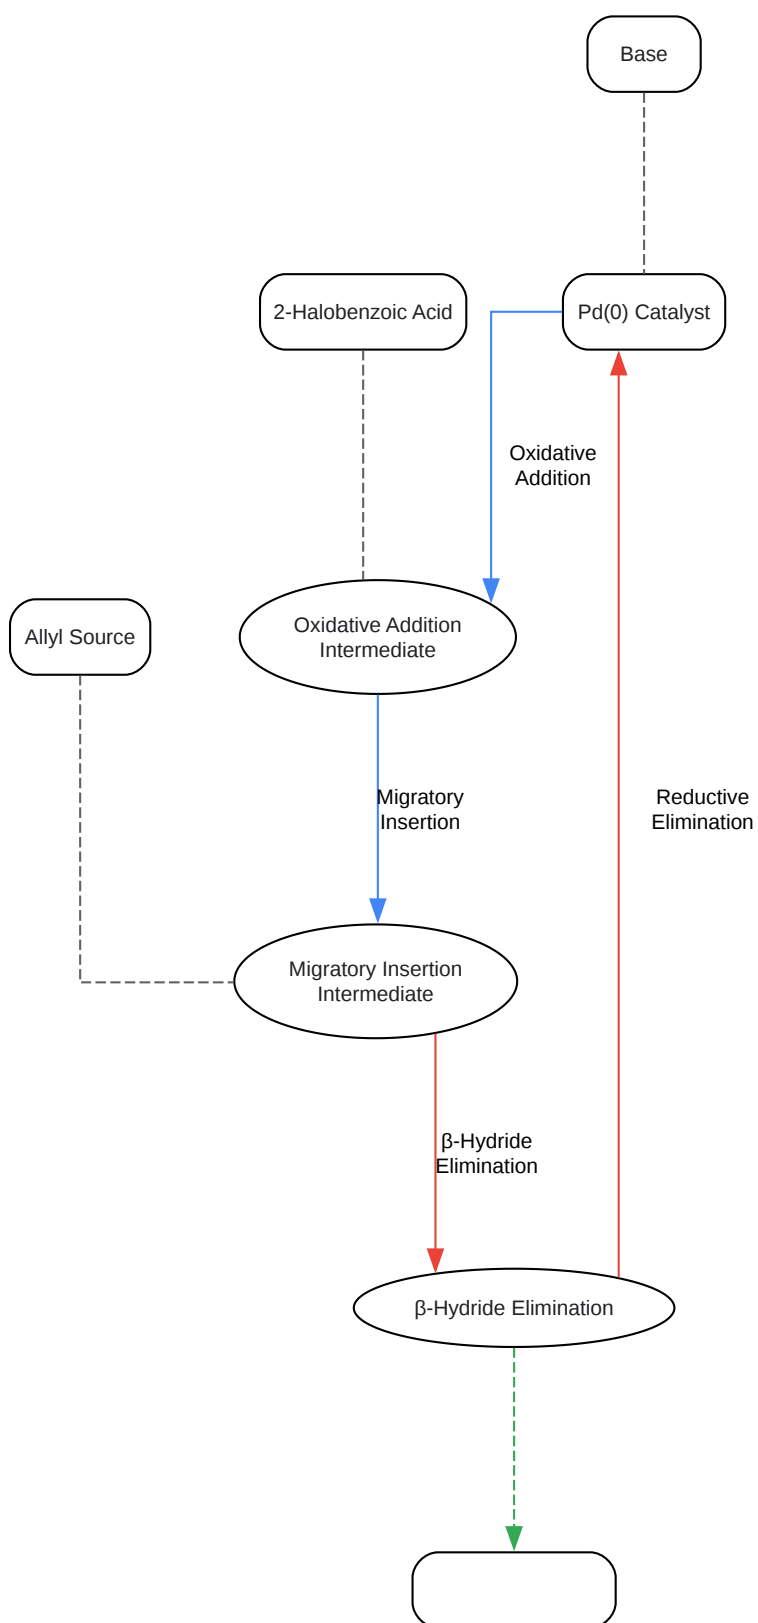 Base
2-Halobenzoic Acid
Pd(0) Catalyst
Oxidative
Addition
Oxidative Addition
Intermediate
Allyl Source
Migratory
Insertion
Reductive
Elimination
Migratory Insertion
Intermediate
β-Hydride
Elimination
β-Hydride Elimination